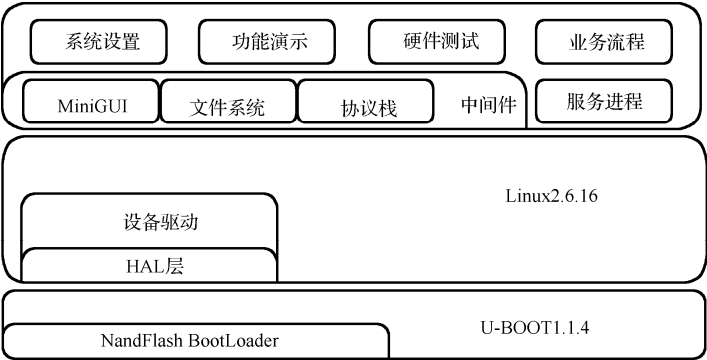 系统设置
功能演示
硬件测试
业务流程
MiniGUI
文件系统
协议栈
中间件
服务进程
Linux2.6.16
设备驱动
HAL层
U-BOOT1.1.4
NandFlash BootLoader